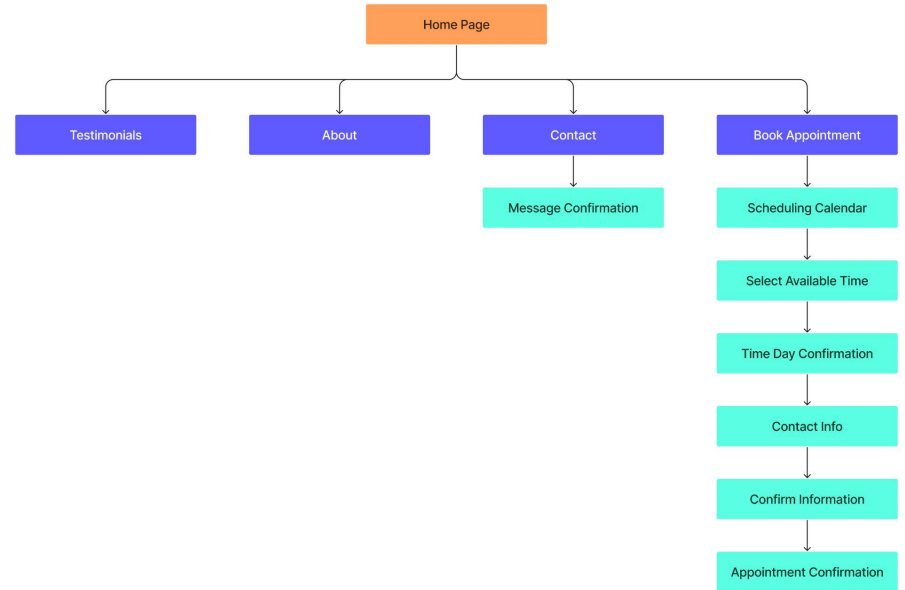 Home Page
Testimonials
About
Contact
Book Appointment
Message Confirmation
Scheduling Calendar
Select Available Time
Time Day Confirmation
Contact Info
Confirm Information
Appointment Confirmation